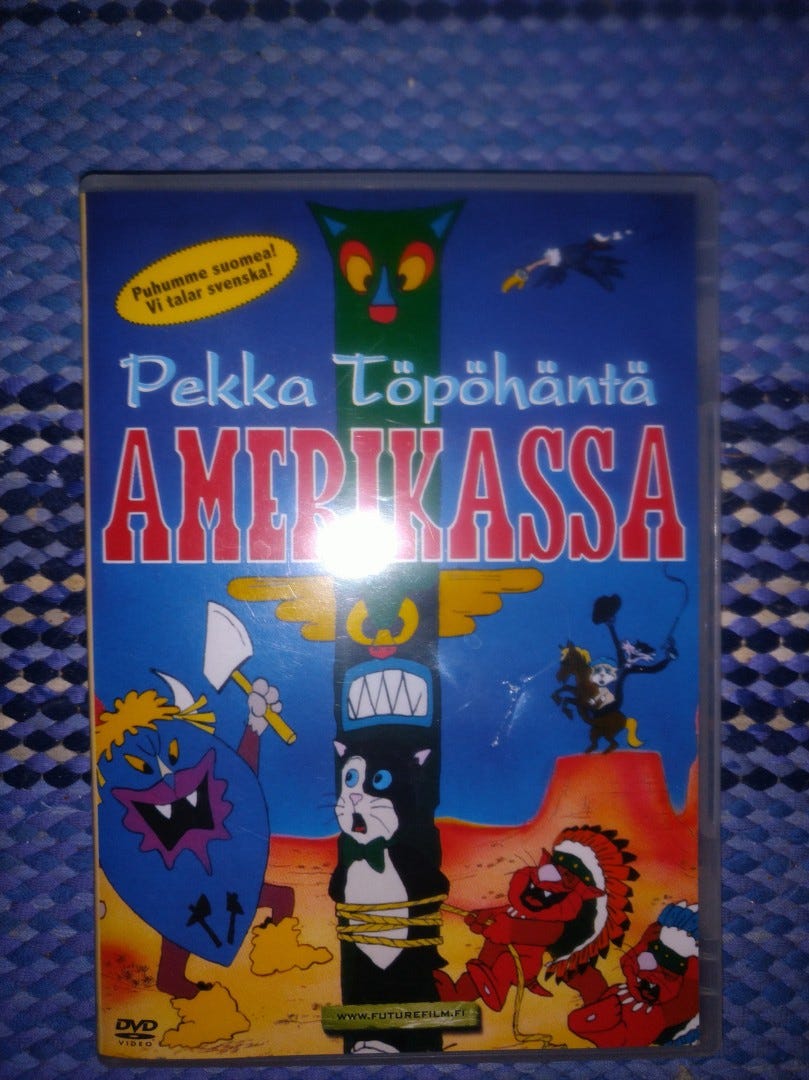 Puhumme suomea!
Vi talar svenska!
Pekka Töpöhäntä
AMERIKASSA
WWW.FUTUREFILM.FI
DVD
VIDEO